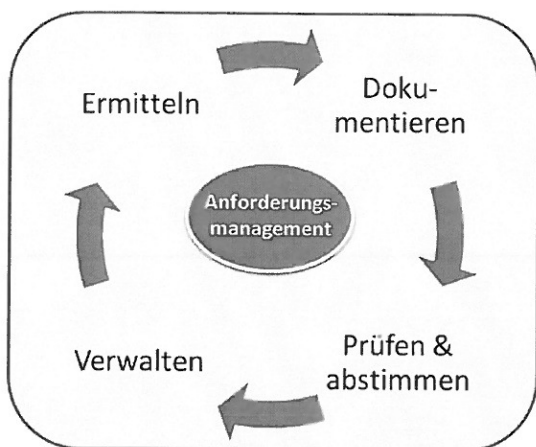 Ermitteln
Doku-
mentieren
Anforderungs-
management
Verwalten
Prüfen &
abstimmen